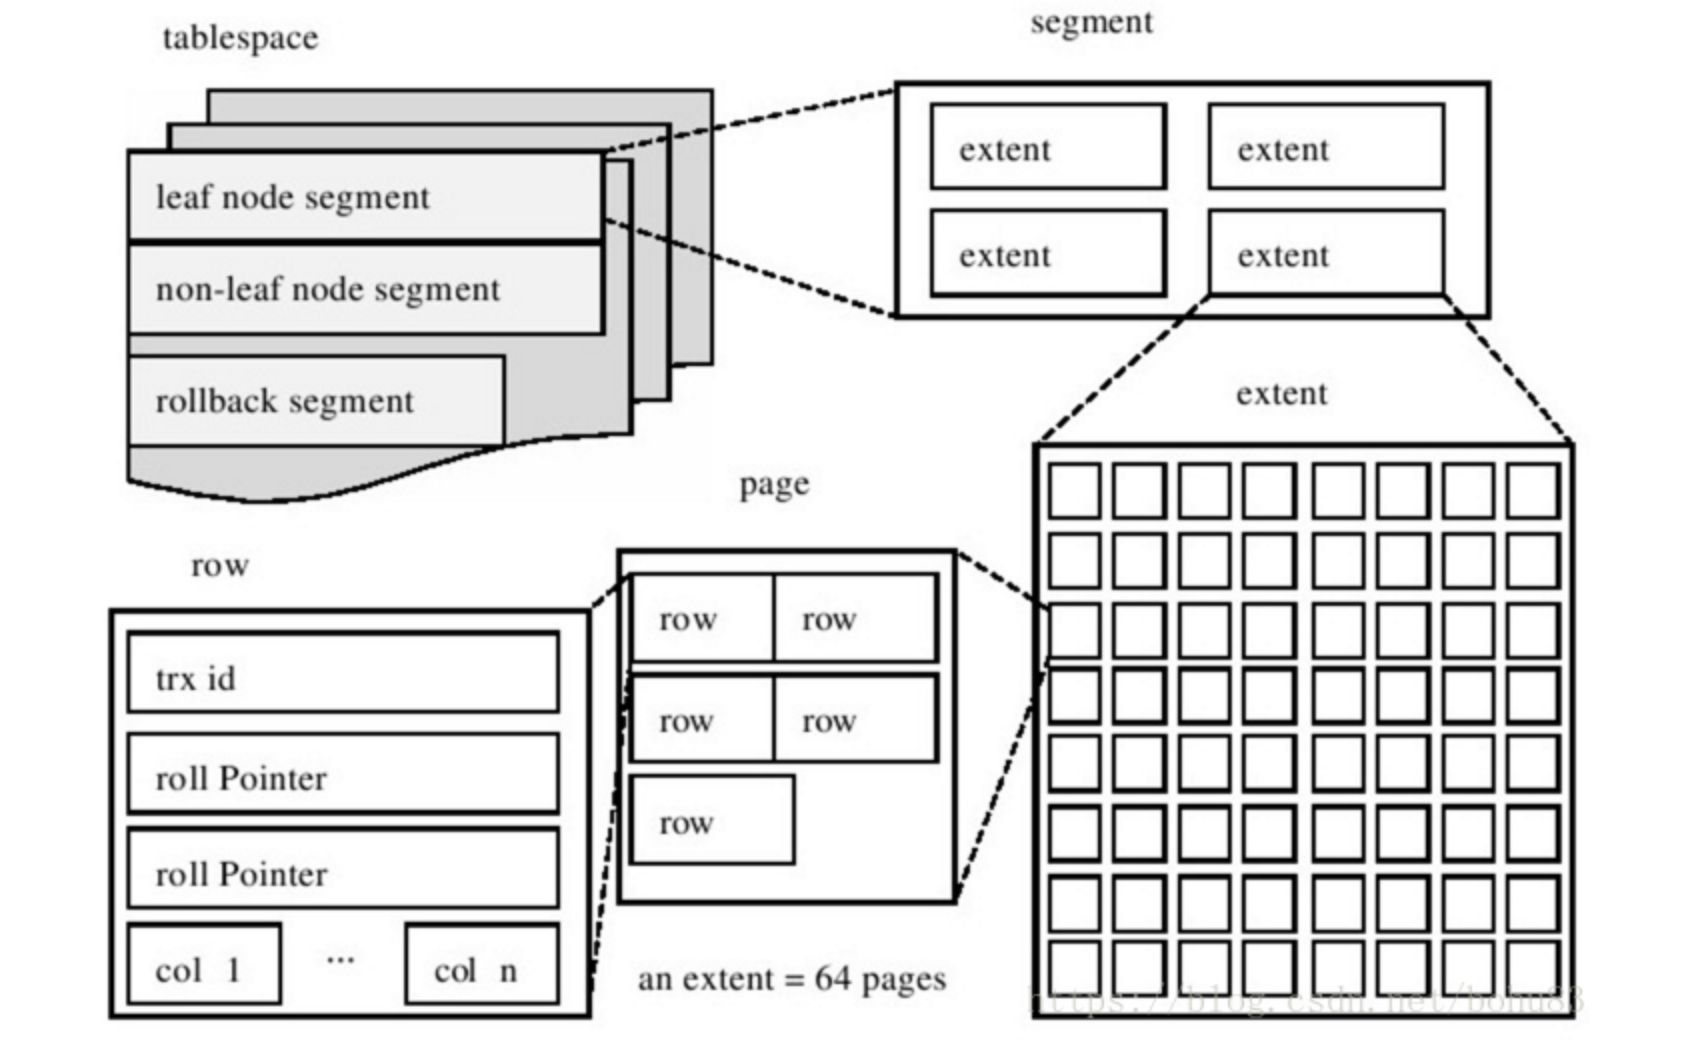 tablespace
segment
leaf node segment
non-leaf node segment
rollback segment
extent
extent
extent
extent
extent
page
row
row
row
row
row
row
trx id
roll Pointer
roll Pointer
col 1
...
col n
an extent = 64 pages
https://blog.csdn.net/bohu83